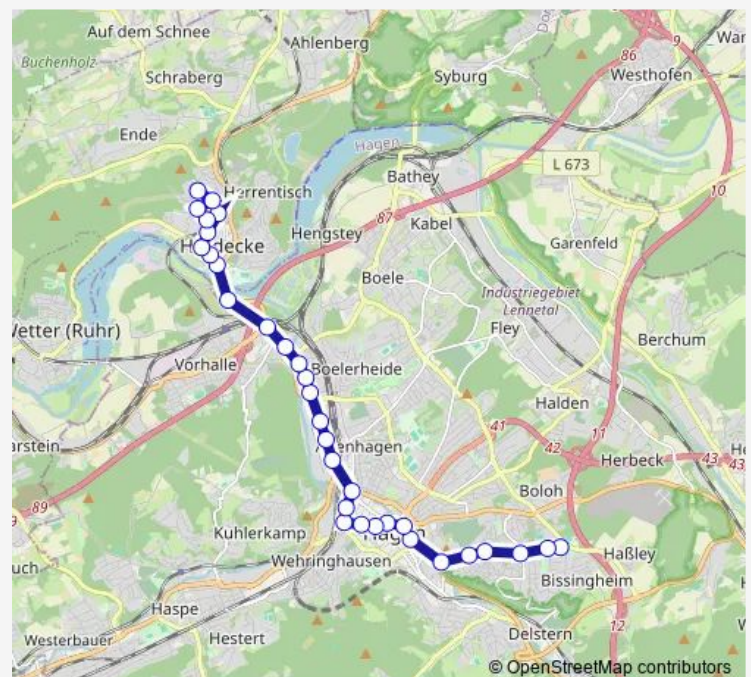 Auf dem Schnee
Ahlenberg
9
Buchenholz
Schraberg
Syburg
86
Westhofen
Ende
Hagen
L 673
Bathey
10
Herrentisch
87
Kabel
Hengstey
Garenfeld
Boele
Industriegebiet
Lennetal
Wetter (Ruhr)
Fley
Berchum
Vorhalle
Boelerheide
Halden
41
11
42
43
43
Herbeck
89
Boloh
Kuhlerkamp
Wehringhausen
Haßley
Bissingheim
Haspe
12
Westerbauer
Hestert
Delstern
© OpenStreetMap contributors